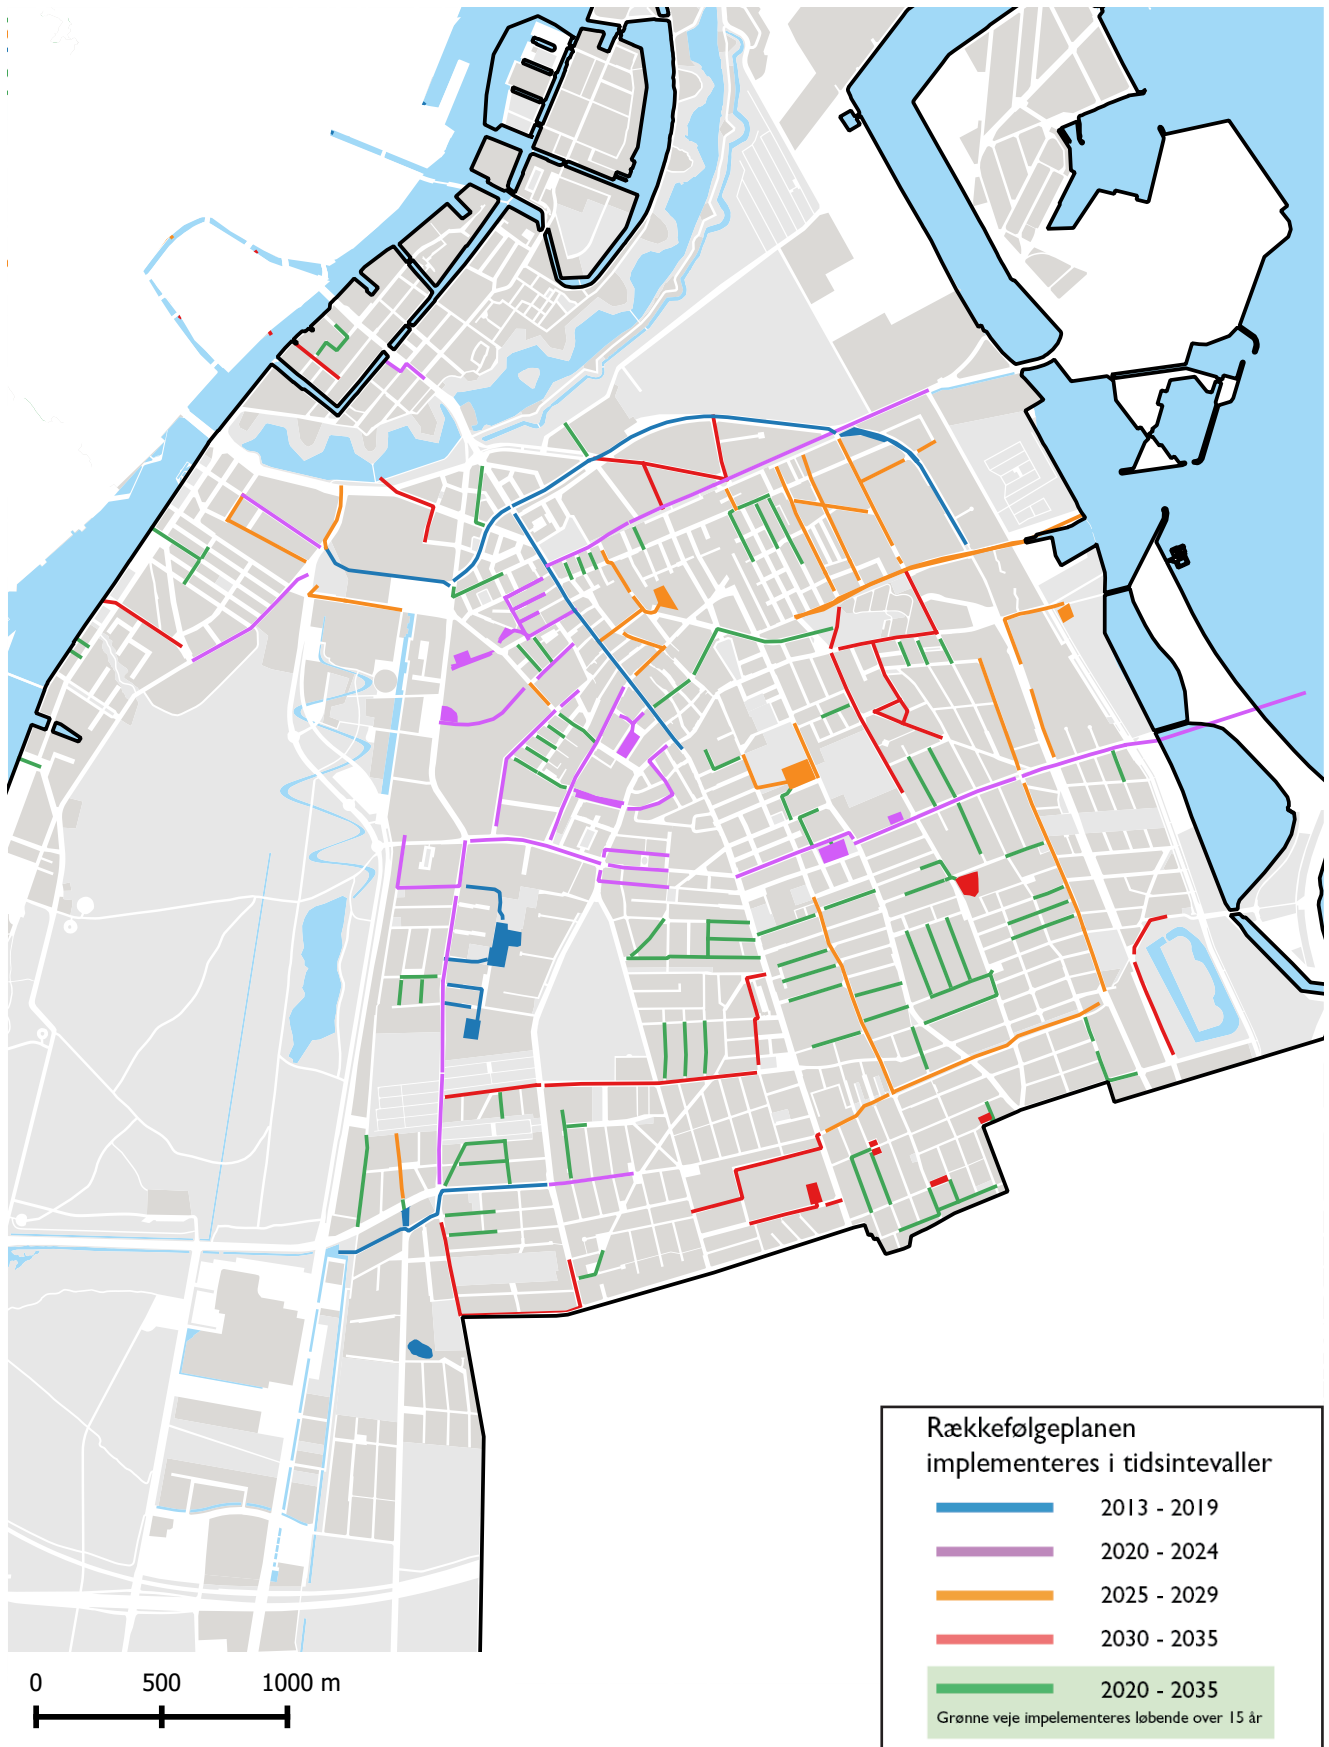 Rækkefølgeplanen
implementeres i tidsintevaller
2013 - 2019
2020 - 2024
2025 - 2029
2030 - 2035
2020 - 2035
Grønne veje impelementeres løbende over 15 år
0 500 1000 m